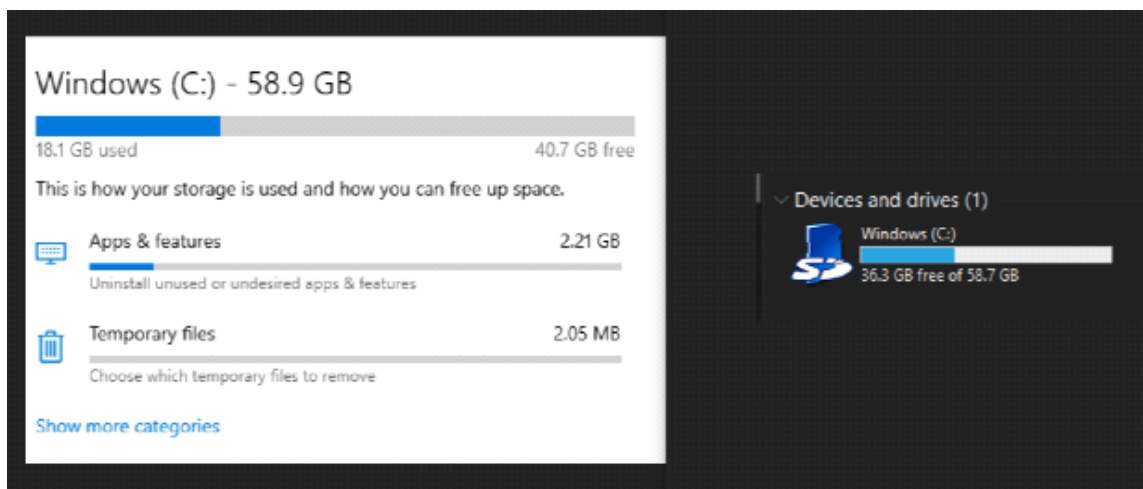 Windows (C:) - 58.9 GB
18.1 GB used 40.7 GB free
This is how your storage is used and how you can free up space.
Apps & features 2.21 GB
Uninstall unused or undesired apps & features
Temporary files 2.05 MB
Choose which temporary files to remove
Show more categories
Devices and drives (1)
Windows (C:)
SD
36.3 GB free of 58.7 GB